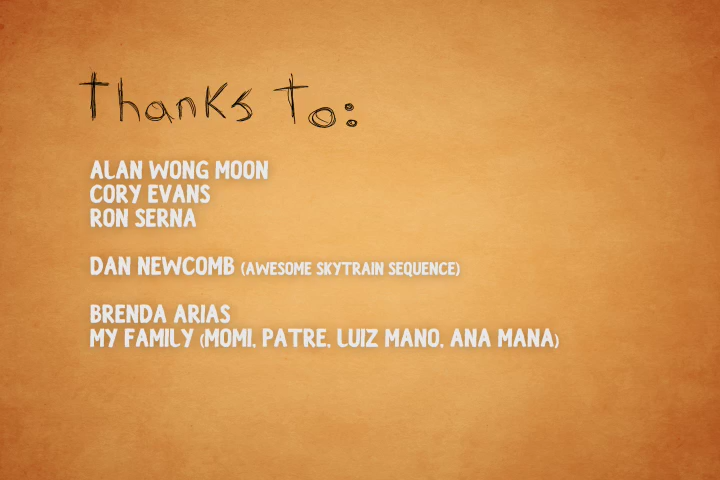 Thanks to:
ALAN WONG MOON
CORY EVANS
RON SERNA
DAN NEWCOMB (AWESOME SKYTRAIN SEQUENCE)
BRENDA ARIAS
MY FAMILY (MOMI, PATRE, LUIZ MANO, ANA MANA)